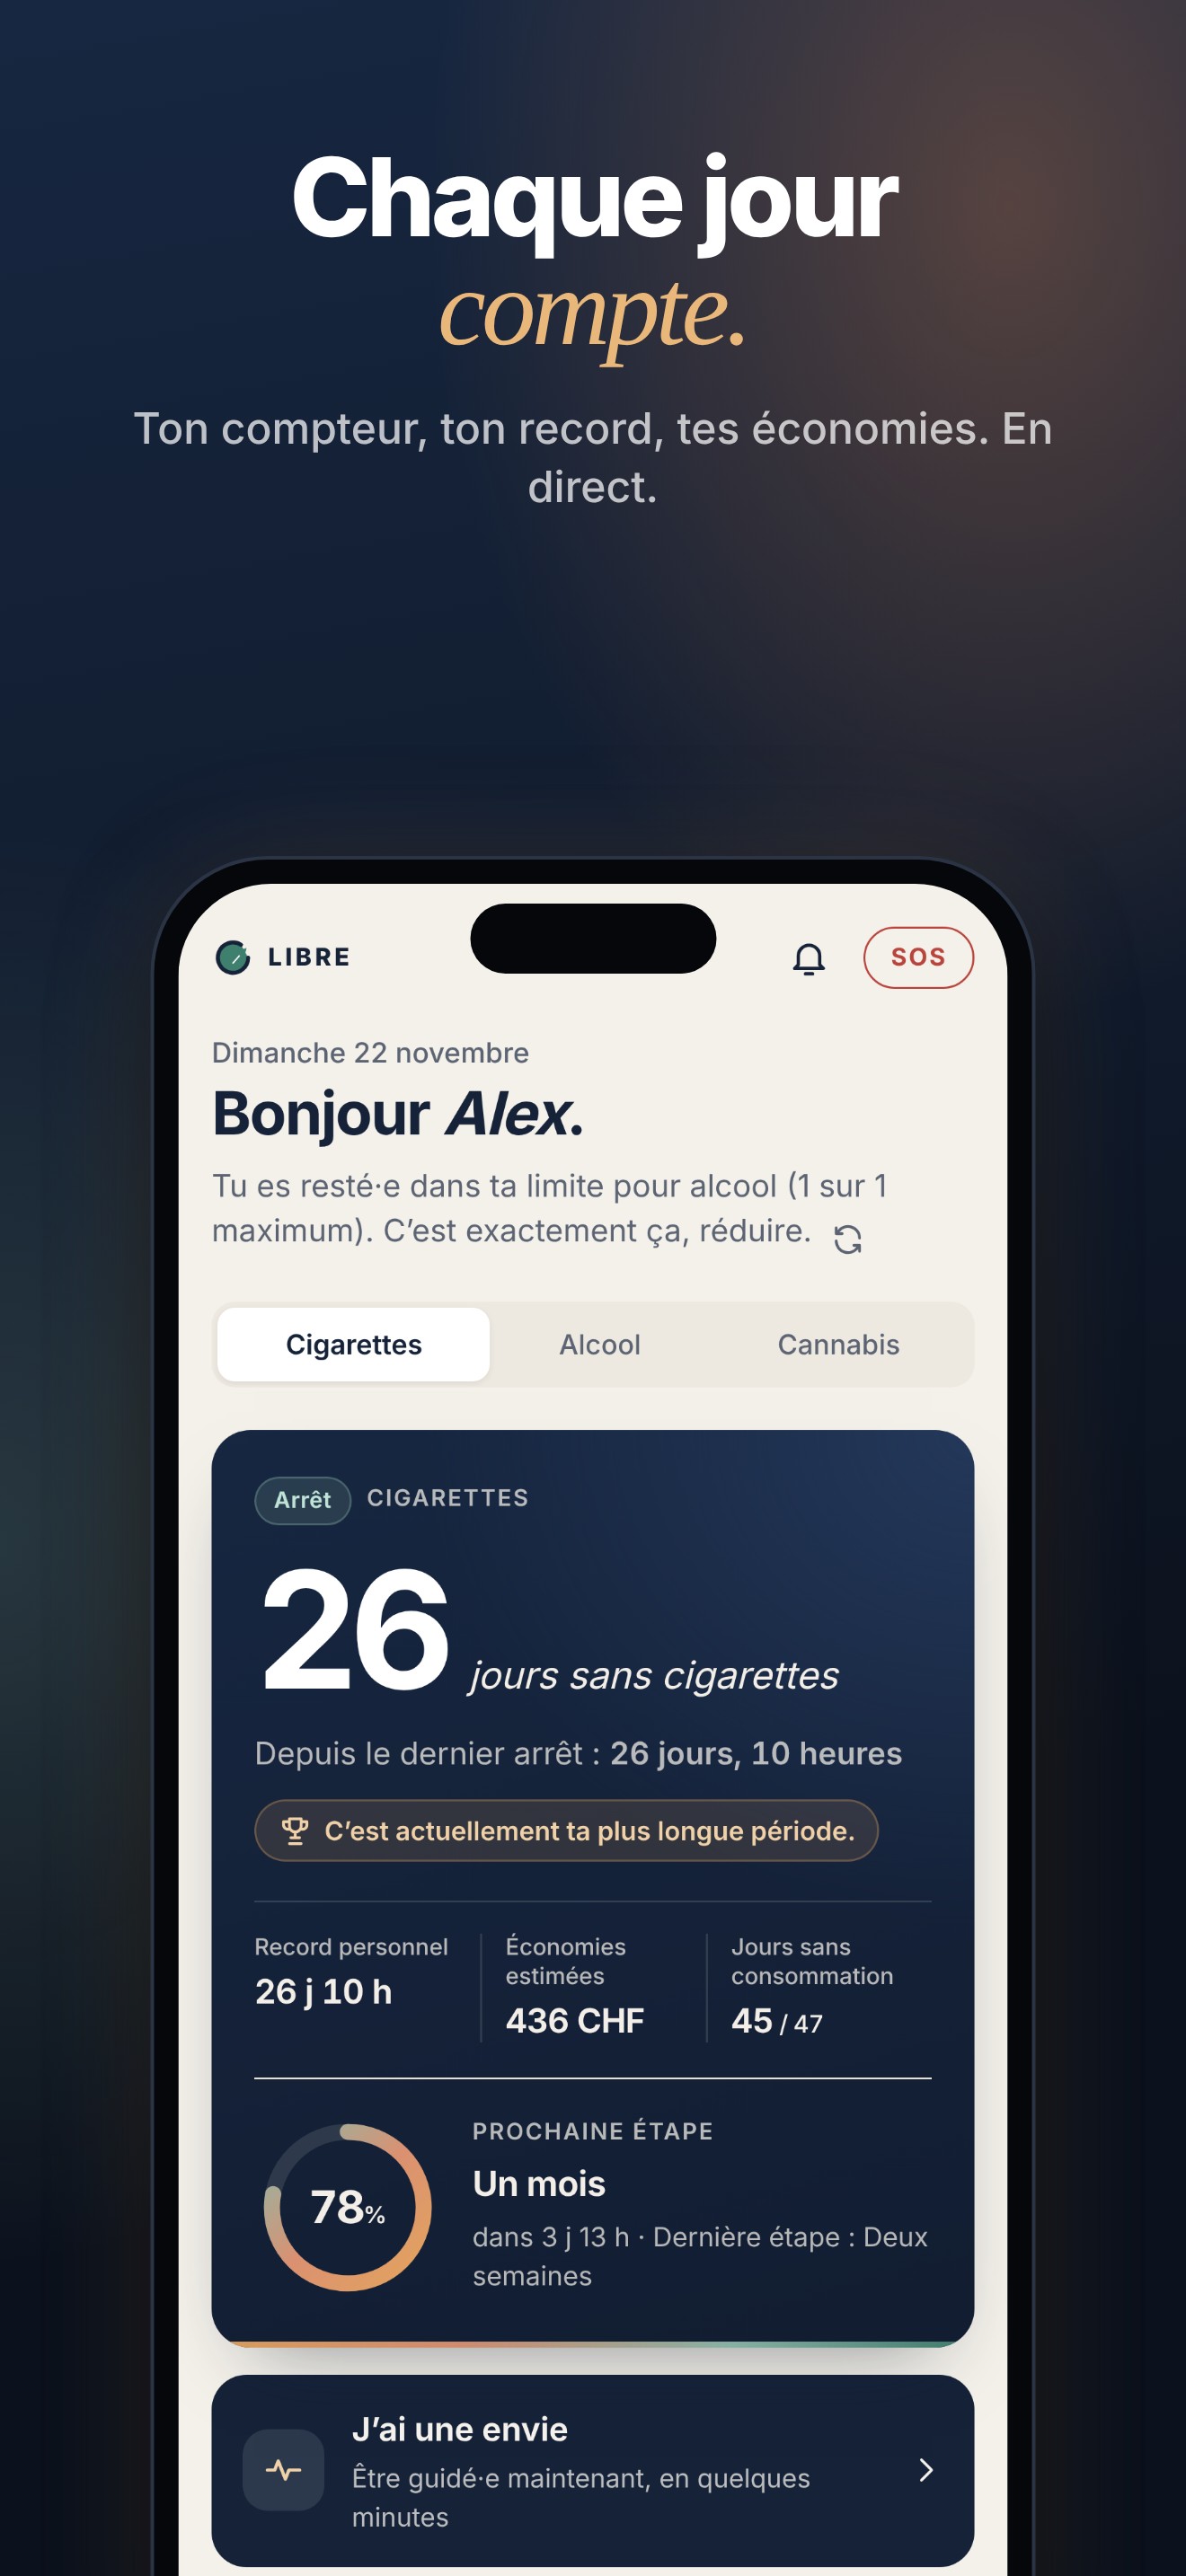 Chaque jour
compte.
Ton compteur, ton record, tes économies. En
direct.
LIBRE
SOS
Dimanche 22 novembre
Bonjour Alex.
Tu es resté·e dans ta limite pour alcool (1 sur 1
maximum). C’est exactement ça, réduire.
Cigarettes
Alcool
Cannabis
Arrêt
CIGARETTES
26 jours sans cigarettes
Depuis le dernier arrêt : 26 jours, 10 heures
C’est actuellement ta plus longue période.
Record personnel
26 j 10 h
Économies
estimées
436 CHF
Jours sans
consommation
45 / 47
78%
PROCHAINE ÉTAPE
Un mois
dans 3 j 13 h · Dernière étape : Deux
semaines
J’ai une envie
Être guidé·e maintenant, en quelques
minutes